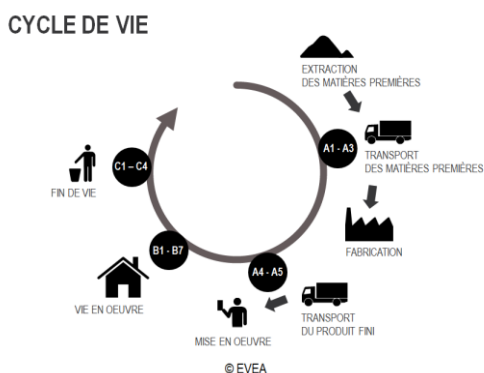 CYCLE DE VIE
EXTRACTION
DES MATIÈRES PREMIÈRES
A1 - A3
TRANSPORT
DES MATIÈRES PREMIÈRES
FABRICATION
A4 - A5
TRANSPORT
DU PRODUIT FINI
MISE EN OEUVRE
B1 - B7
VIE EN OEUVRE
C1 – C4
FIN DE VIE
© EVEA